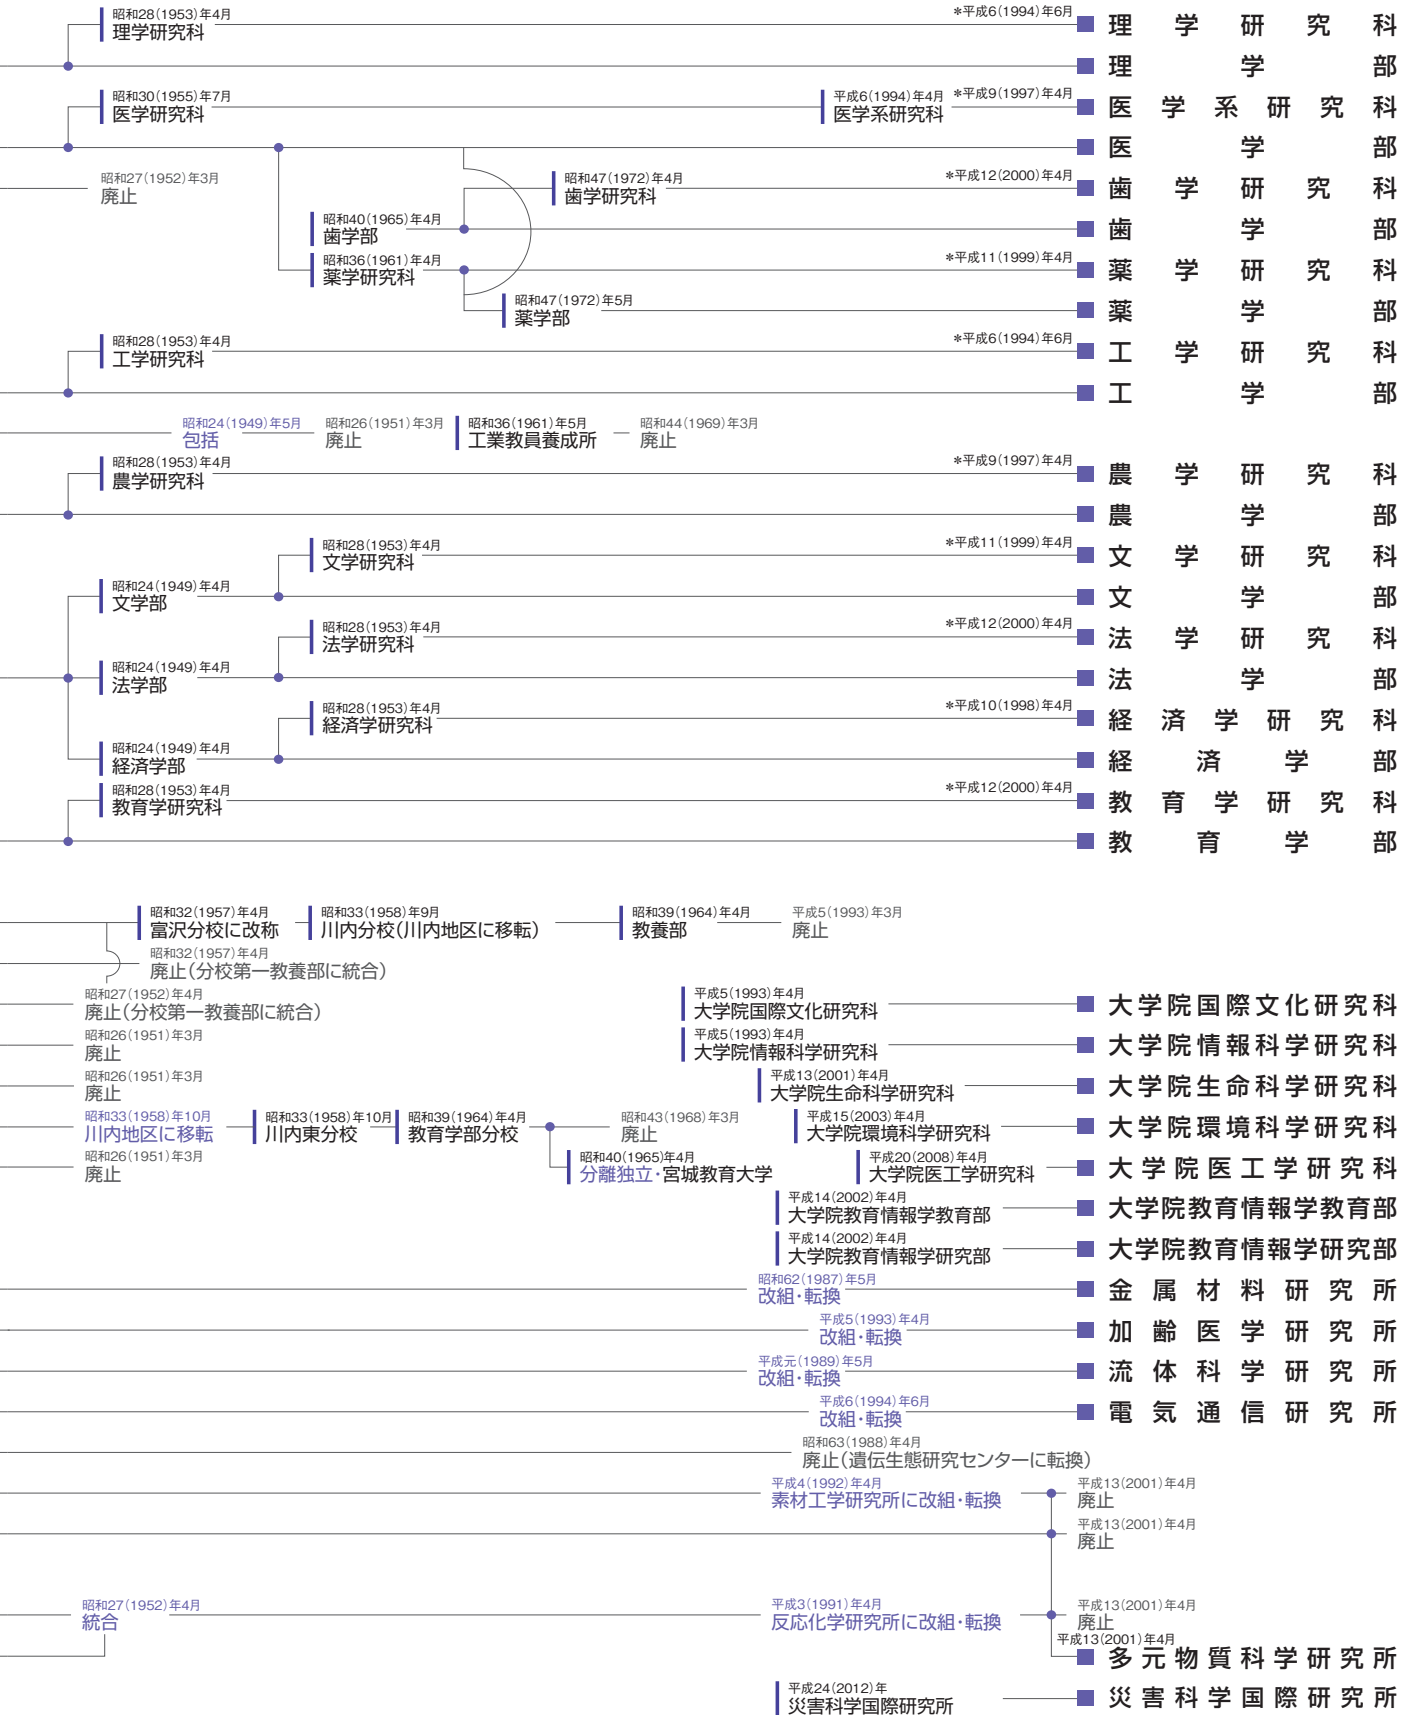 昭和28(1953)年4月
理学研究科
*平成6(1994)年6月
理学研究科
理学部
昭和30(1955)年7月
医学研究科
平成6(1994)年4月
医学系研究科
*平成9(1997)年4月
医学系研究科
医学部
昭和27(1952)年3月
廃止
昭和47(1972)年4月
歯学研究科
*平成12(2000)年4月
歯学研究科
昭和40(1965)年4月
歯学部
歯学部
昭和36(1961)年4月
薬学研究科
*平成11(1999)年4月
薬学研究科
昭和47(1972)年5月
薬学部
薬学部
昭和28(1953)年4月
工学研究科
*平成6(1994)年6月
工学研究科
工学部
昭和24(1949)年5月
包括
昭和26(1951)年3月
廃止
昭和36(1961)年5月
工業教員養成所
昭和44(1969)年3月
廃止
昭和28(1953)年4月
農学研究科
*平成9(1997)年4月
農学研究科
農学部
昭和28(1953)年4月
文学研究科
*平成11(1999)年4月
文学研究科
昭和24(1949)年4月
文学部
文学部
昭和28(1953)年4月
法学研究科
*平成12(2000)年4月
法学研究科
昭和24(1949)年4月
法学部
法学部
昭和28(1953)年4月
経済学研究科
*平成10(1998)年4月
経済学研究科
昭和24(1949)年4月
経済学部
経済学部
昭和28(1953)年4月
教育学研究科
*平成12(2000)年4月
教育学研究科
教育学部
昭和32(1957)年4月
富沢分校に改称
昭和33(1958)年9月
川内分校(川内地区に移転)
昭和39(1964)年4月
教養部
平成5(1993)年3月
廃止
昭和32(1957)年4月
廃止(分校第一教養部に統合)
昭和27(1952)年4月
廃止(分校第一教養部に統合)
平成5(1993)年4月
大学院国際文化研究科
大学院国際文化研究科
昭和26(1951)年3月
廃止
平成5(1993)年4月
大学院情報科学研究科
大学院情報科学研究科
昭和26(1951)年3月
廃止
平成13(2001)年4月
大学院生命科学研究科
大学院生命科学研究科
昭和33(1958)年10月
川内地区に移転
昭和33(1958)年10月
川内東分校
昭和39(1964)年4月
教育学部分校
昭和43(1968)年3月
廃止
平成15(2003)年4月
大学院環境科学研究科
大学院環境科学研究科
昭和26(1951)年3月
廃止
昭和40(1965)年4月
分離独立・宮城教育大学
平成20(2008)年4月
大学院医工学研究科
大学院医工学研究科
平成14(2002)年4月
大学院教育情報学教育部
大学院教育情報学教育部
平成14(2002)年4月
大学院教育情報学研究部
大学院教育情報学研究部
昭和62(1987)年5月
改組・転換
金属材料研究所
平成5(1993)年4月
改組・転換
加齢医学研究所
平成元(1989)年5月
改組・転換
流体科学研究所
平成6(1994)年6月
改組・転換
電気通信研究所
昭和63(1988)年4月
廃止(遺伝生態研究センターに転換)
平成4(1992)年4月
素材工学研究所に改組・転換
平成13(2001)年4月
廃止
平成13(2001)年4月
廃止
昭和27(1952)年4月
統合
平成3(1991)年4月
反応化学研究所に改組・転換
平成13(2001)年4月
廃止
平成13(2001)年4月
多元物質科学研究所
平成24(2012)年
災害科学国際研究所
災害科学国際研究所